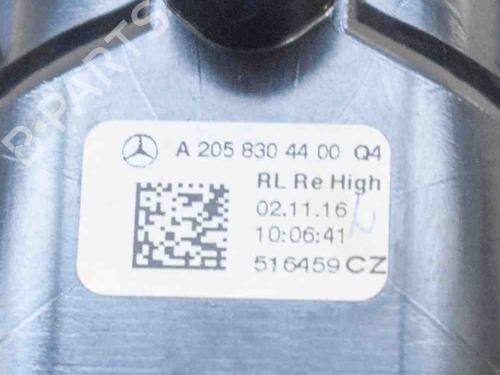 A 205 830 44 00 Q4
RL Re High
02.11.16
10:06:41
516459 CZ
B-PARTS